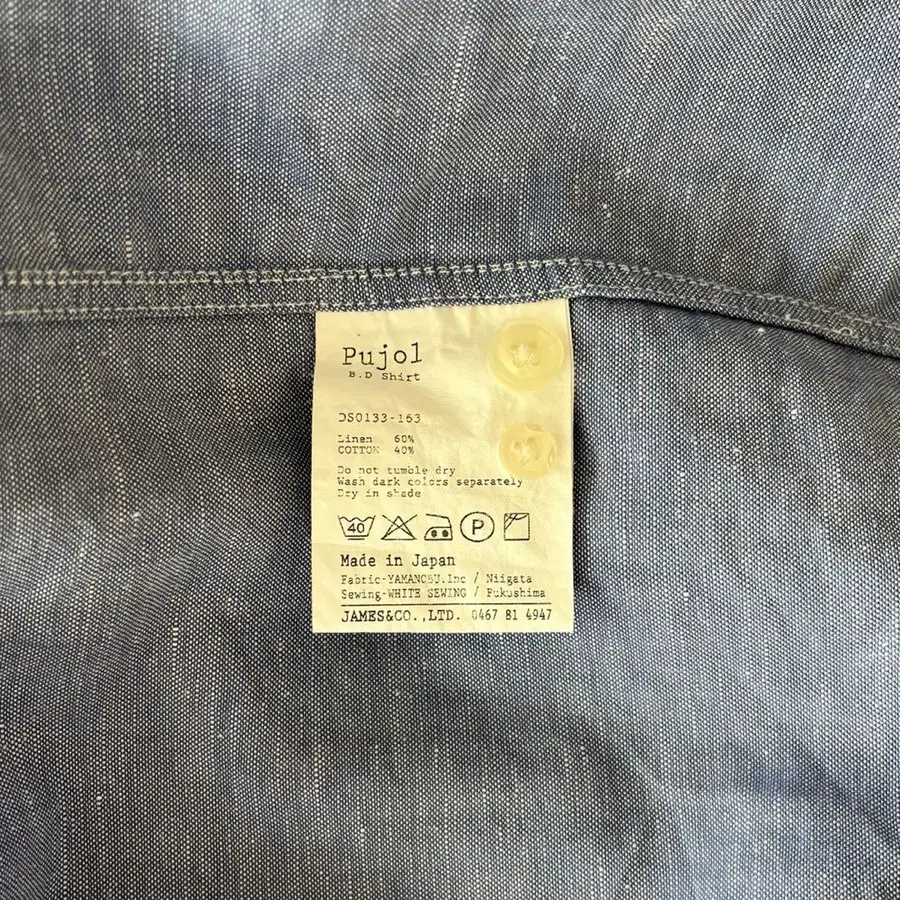 Pujol
B.D Shirt
DS0133-163
Linen 60%
COTTON 40%
Do not tumble dry
Wash dark colors separately
Dry in shade
40 P
Made in Japan
Fabric-YAMANOBU.Inc / Niigata
Sewing-WHITE SEWING / Fukushima
JAMES&CO.,LTD. 0467 81 4947